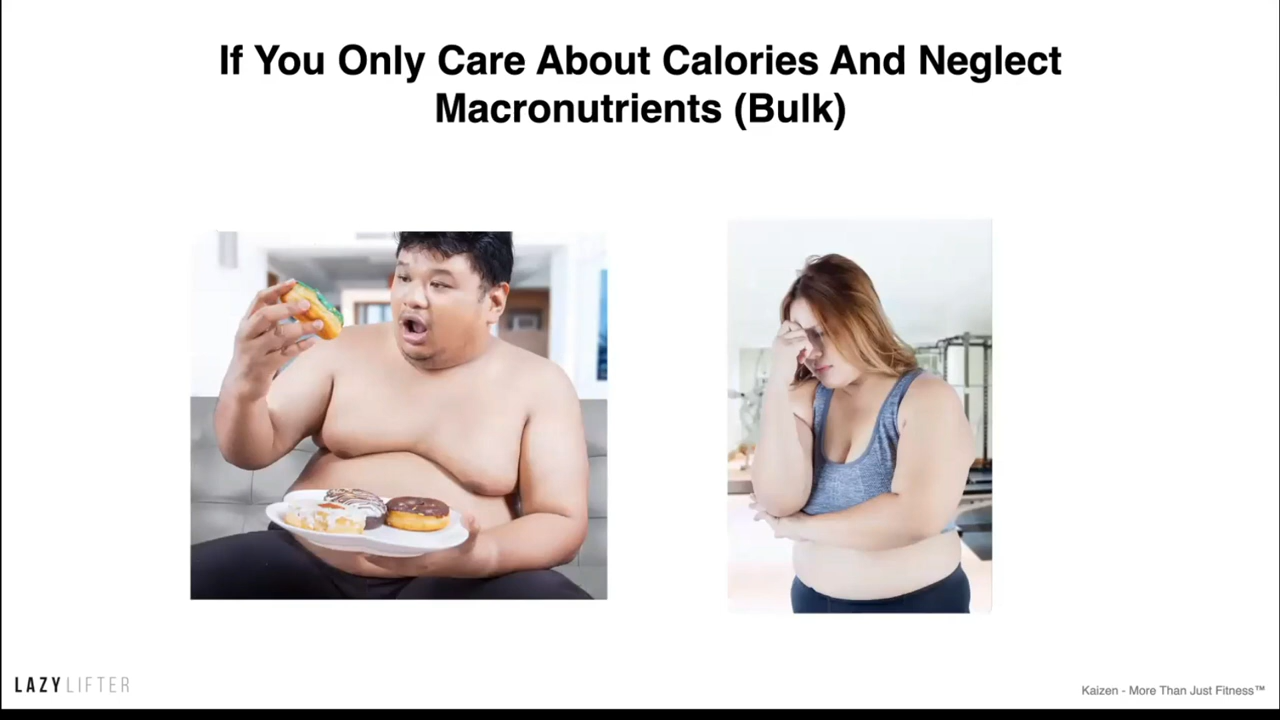 If You Only Care About Calories And Neglect
Macronutrients (Bulk)
LAZYLIFTER
Kaizen - More Than Just Fitness™